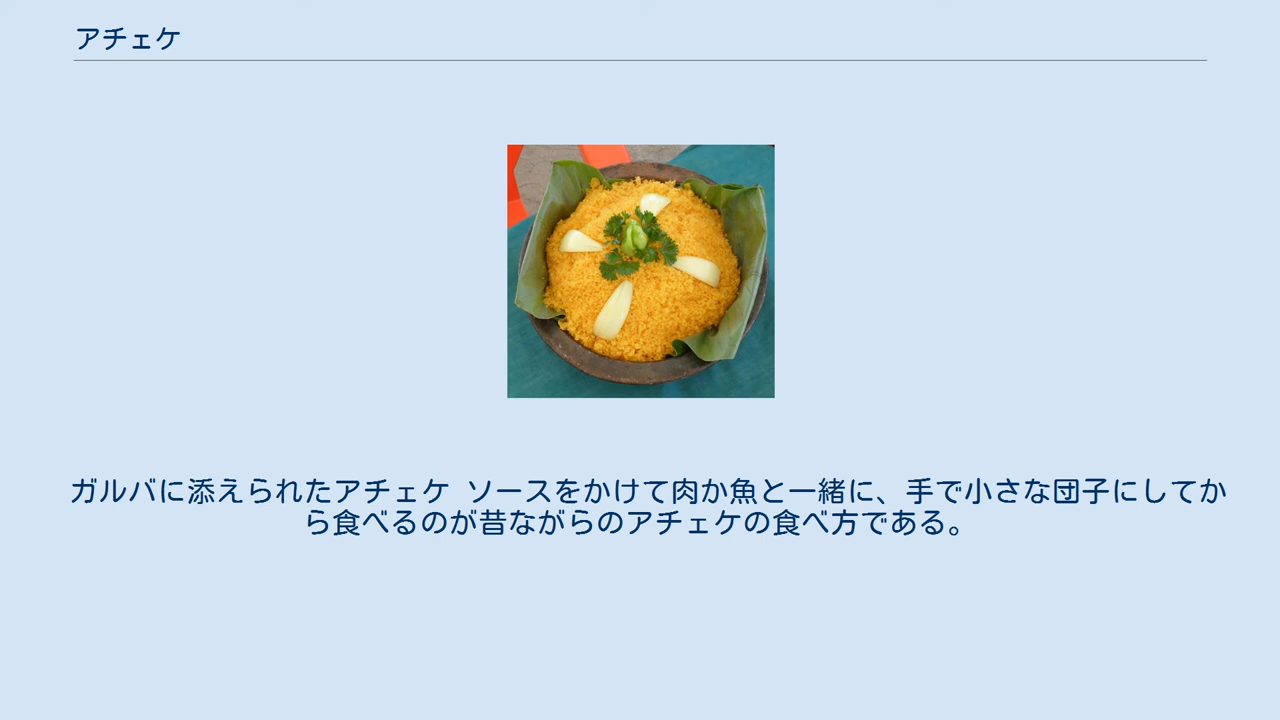 アチェケ
ガルバに添えられたアチェケ ソースをかけて肉か魚と一緒に、手で小さな団子にしてか
ら食べるのが昔ながらのアチェケの食べ方である。